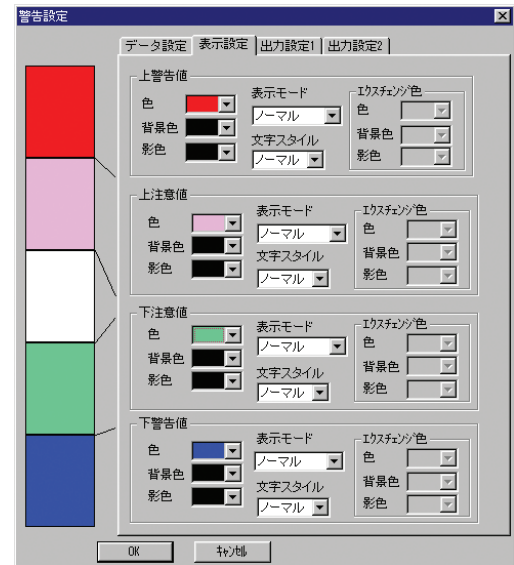 警告設定
データ設定 表示設定 出力設定1 出力設定2
上警告値
色
背景色
影色
表示モード
ノーマル
文字スタイル
ノーマル
エクスチェンジ色
色
背景色
影色
上注意値
色
背景色
影色
表示モード
ノーマル
文字スタイル
ノーマル
エクスチェンジ色
色
背景色
影色
下注意値
色
背景色
影色
表示モード
ノーマル
文字スタイル
ノーマル
エクスチェンジ色
色
背景色
影色
下警告値
色
背景色
影色
表示モード
ノーマル
文字スタイル
ノーマル
エクスチェンジ色
色
背景色
影色
OK キャンセル